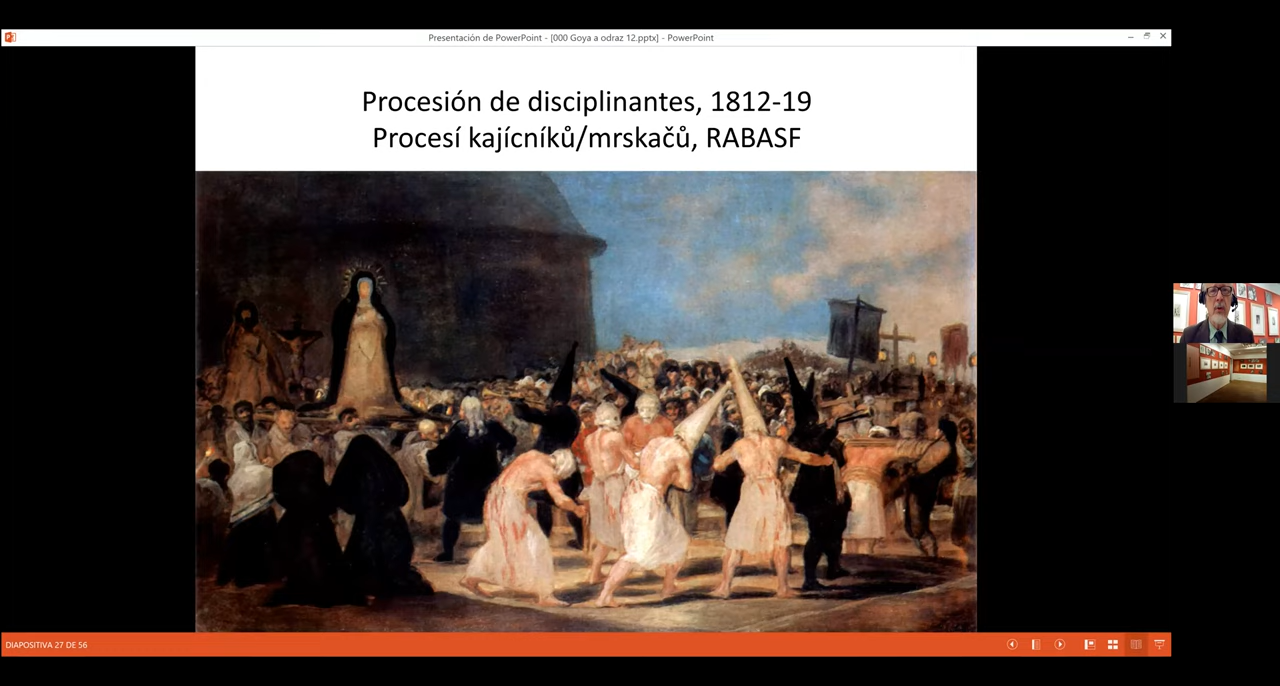 Presentación de PowerPoint - [000 Goya a odraz 12.pptx] - PowerPoint
Procesión de disciplinantes, 1812-19
Procesí kajícníků/mrskačů, RABASF
DIAPOSITIVA 27 DE 56